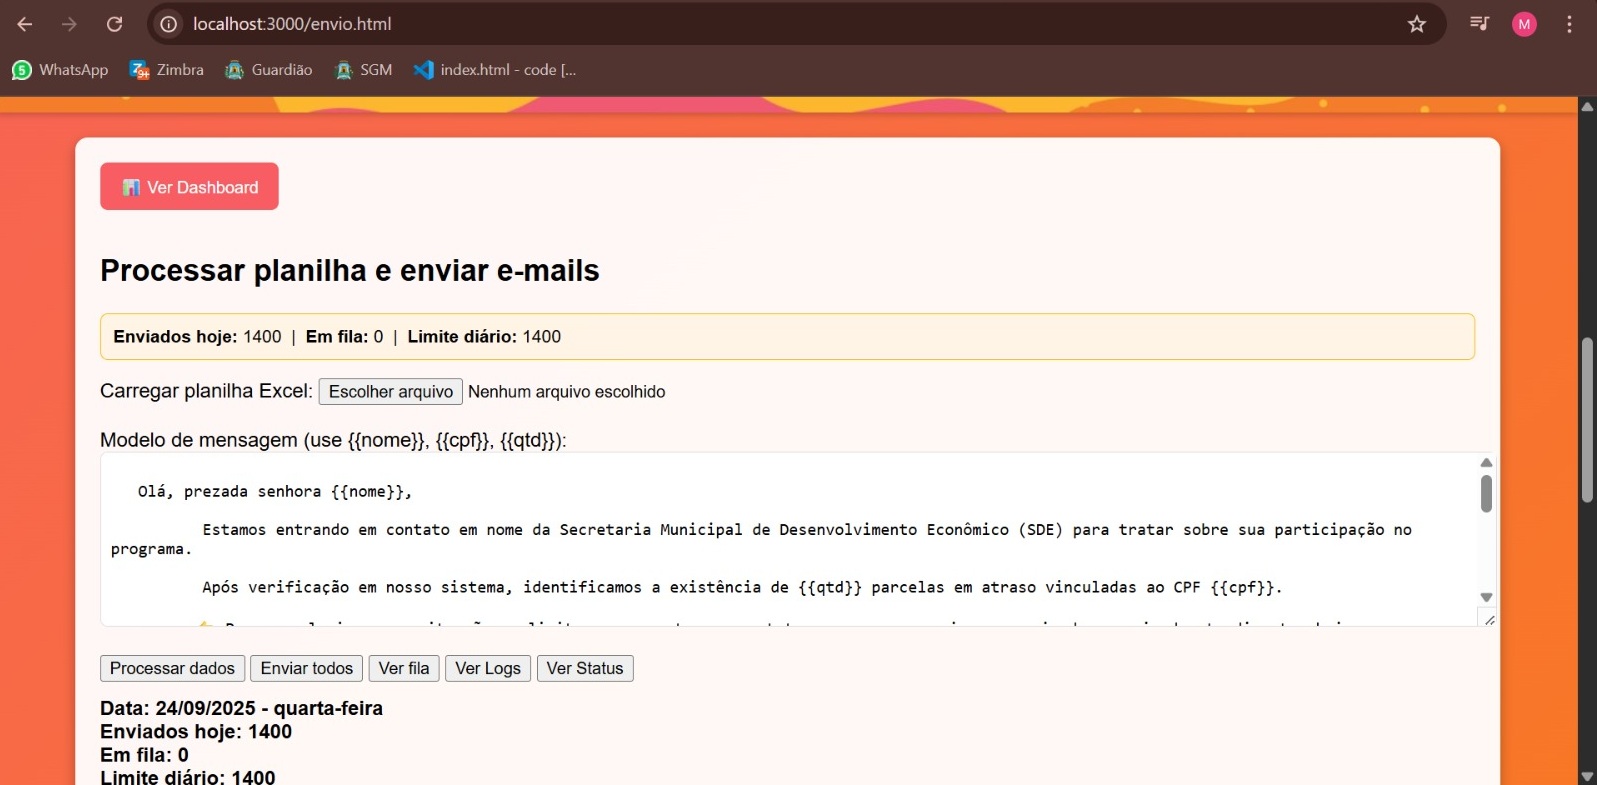 localhost:3000/envio.html
M
5 WhatsApp
Z 9+ Zimbra
Guardião
SGM
index.html - code [...
Ver Dashboard
Processar planilha e enviar e-mails
Enviados hoje: 1400 | Em fila: 0 | Limite diário: 1400
Carregar planilha Excel: Escolher arquivo Nenhum arquivo escolhido
Modelo de mensagem (use {{nome}}, {{cpf}}, {{qtd}}):
Olá, prezada senhora {{nome}},
Estamos entrando em contato em nome da Secretaria Municipal de Desenvolvimento Econômico (SDE) para tratar sobre sua participação no
programa.
Após verificação em nosso sistema, identificamos a existência de {{qtd}} parcelas em atraso vinculadas ao CPF {{cpf}}.
Processar dados Enviar todos Ver fila Ver Logs Ver Status
Data: 24/09/2025 - quarta-feira
Enviados hoje: 1400
Em fila: 0
Limite diário: 1400